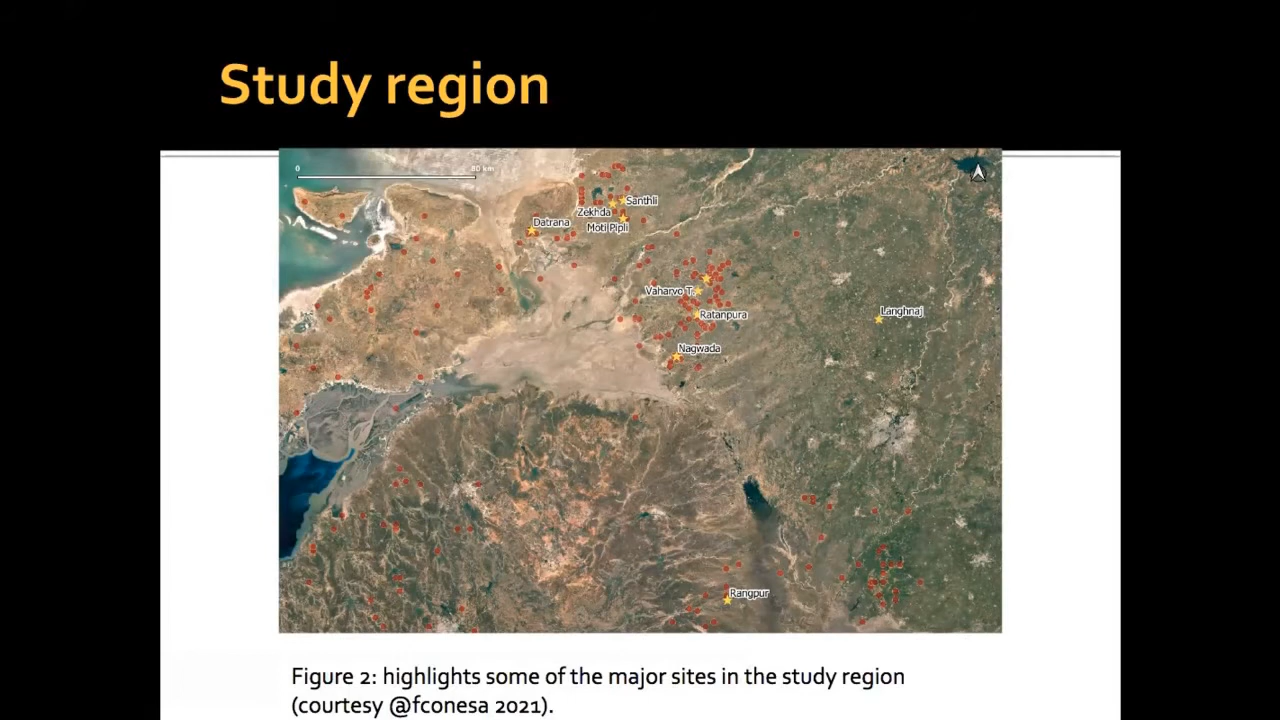 Study region
0 80 km
Santhli
Zekhda
Datrana
Moti Pipli
Vaharvo T.
Langhnaj
Ratanpura
Nagwada
Rangpur
Figure 2: highlights some of the major sites in the study region
(courtesy @fconesa 2021).